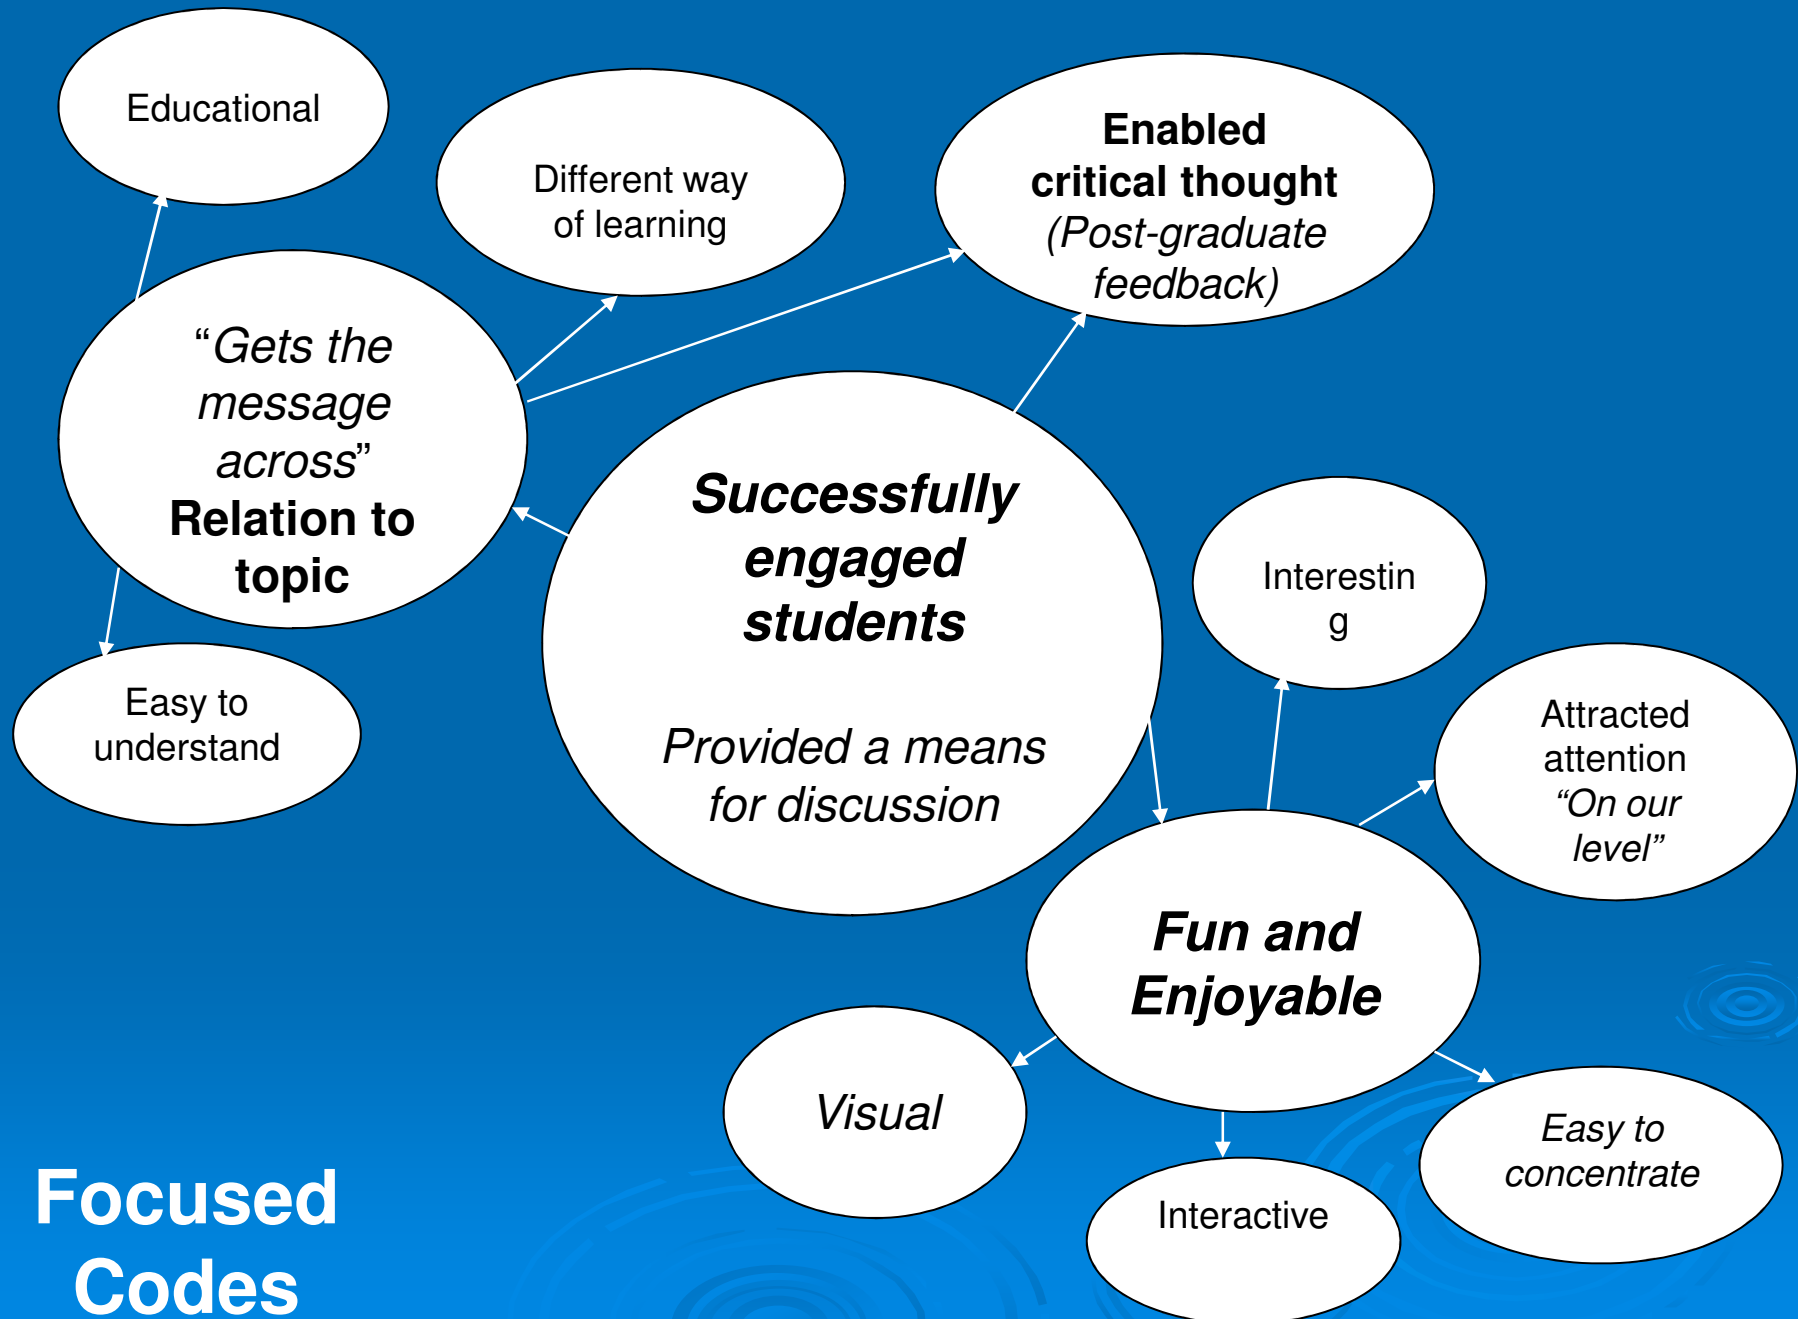 Educational
Different way
of learning
Enabled
critical thought
(Post-graduate
feedback)
“Gets the
message
across”
Relation to
topic
Successfully
engaged
students
Provided a means
for discussion
Easy to
understand
Interestin
g
Attracted
attention
“On our
level”
Fun and
Enjoyable
Visual
Interactive
Easy to
concentrate
Focused
Codes